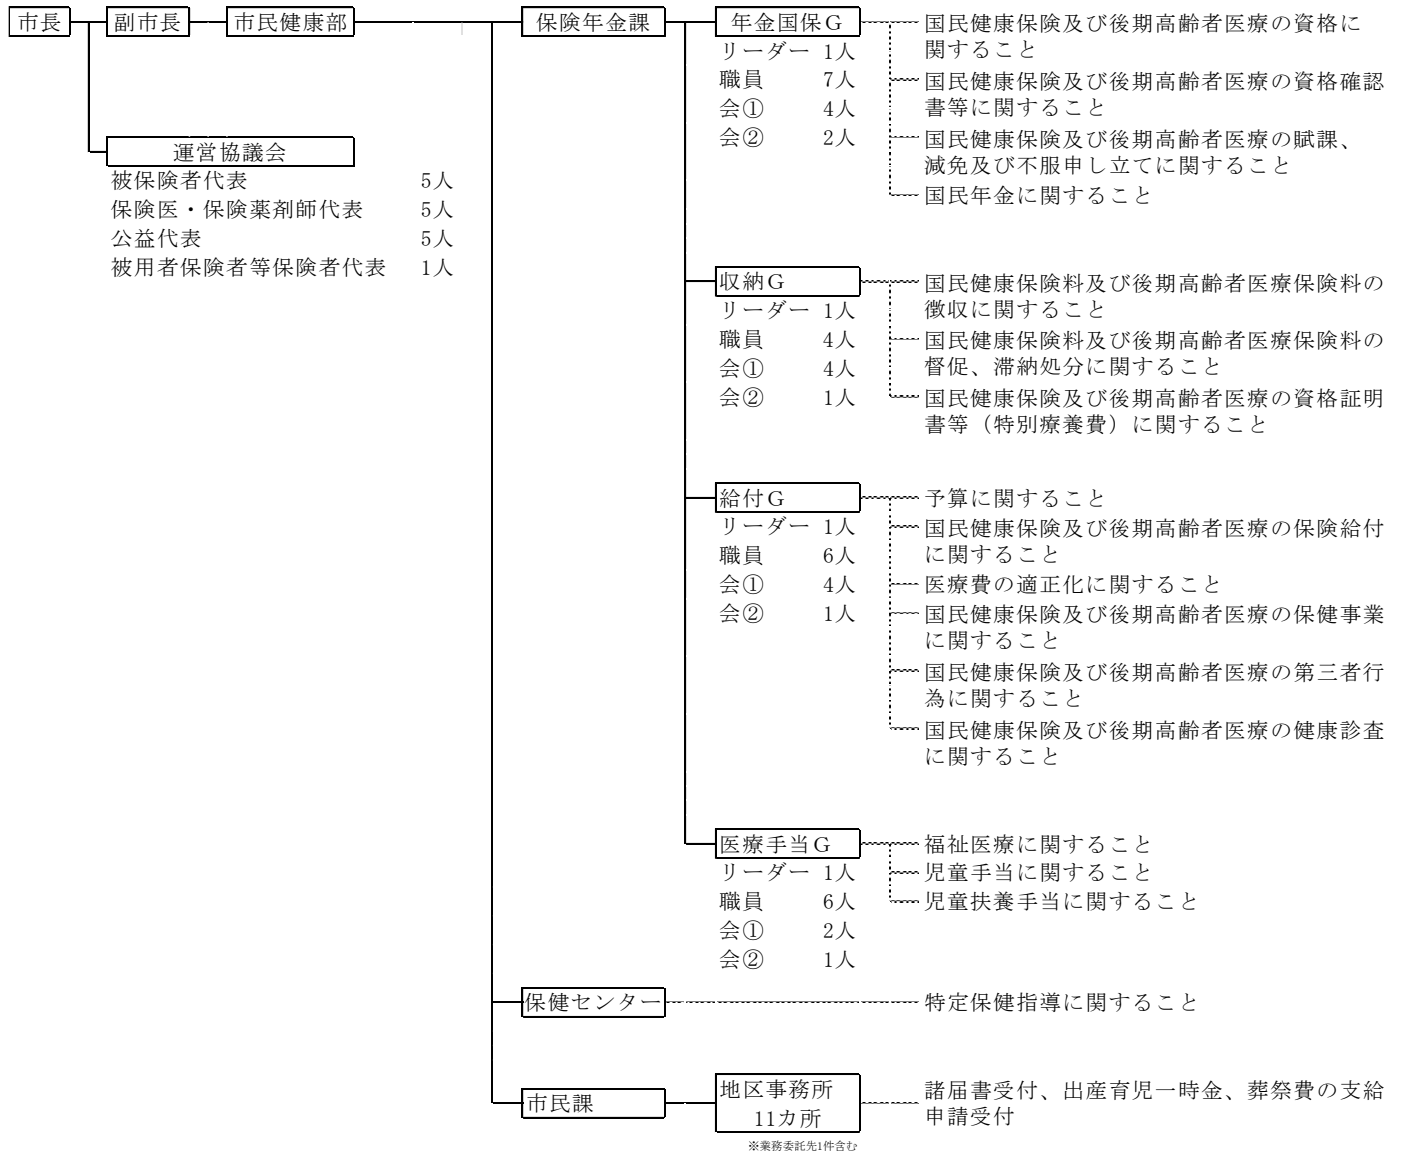 市長
副市長
市民健康部
保険年金課
年金国保G
リーダー 1人
職員 7人
会① 4人
会② 2人
国民健康保険及び後期高齢者医療の資格に
関すること
国民健康保険及び後期高齢者医療の資格確認
書等に関すること
国民健康保険及び後期高齢者医療の賦課、
減免及び不服申し立てに関すること
国民年金に関すること
運営協議会
被保険者代表 5人
保険医・保険薬剤師代表 5人
公益代表 5人
被用者保険者等保険者代表 1人
収納G
リーダー 1人
職員 4人
会① 4人
会② 1人
国民健康保険料及び後期高齢者医療保険料の
徴収に関すること
国民健康保険料及び後期高齢者医療保険料の
督促、滞納処分に関すること
国民健康保険及び後期高齢者医療の資格証明
書等（特別療養費）に関すること
給付G
リーダー 1人
職員 6人
会① 4人
会② 1人
予算に関すること
国民健康保険及び後期高齢者医療の保険給付
に関すること
医療費の適正化に関すること
国民健康保険及び後期高齢者医療の保健事業
に関すること
国民健康保険及び後期高齢者医療の第三者行
為に関すること
国民健康保険及び後期高齢者医療の健康診査
に関すること
医療手当G
リーダー 1人
職員 6人
会① 2人
会② 1人
福祉医療に関すること
児童手当に関すること
児童扶養手当に関すること
保健センター
特定保健指導に関すること
市民課
地区事務所
11カ所
※業務委託先1件含む
諸届書受付、出産育児一時金、葬祭費の支給
申請受付